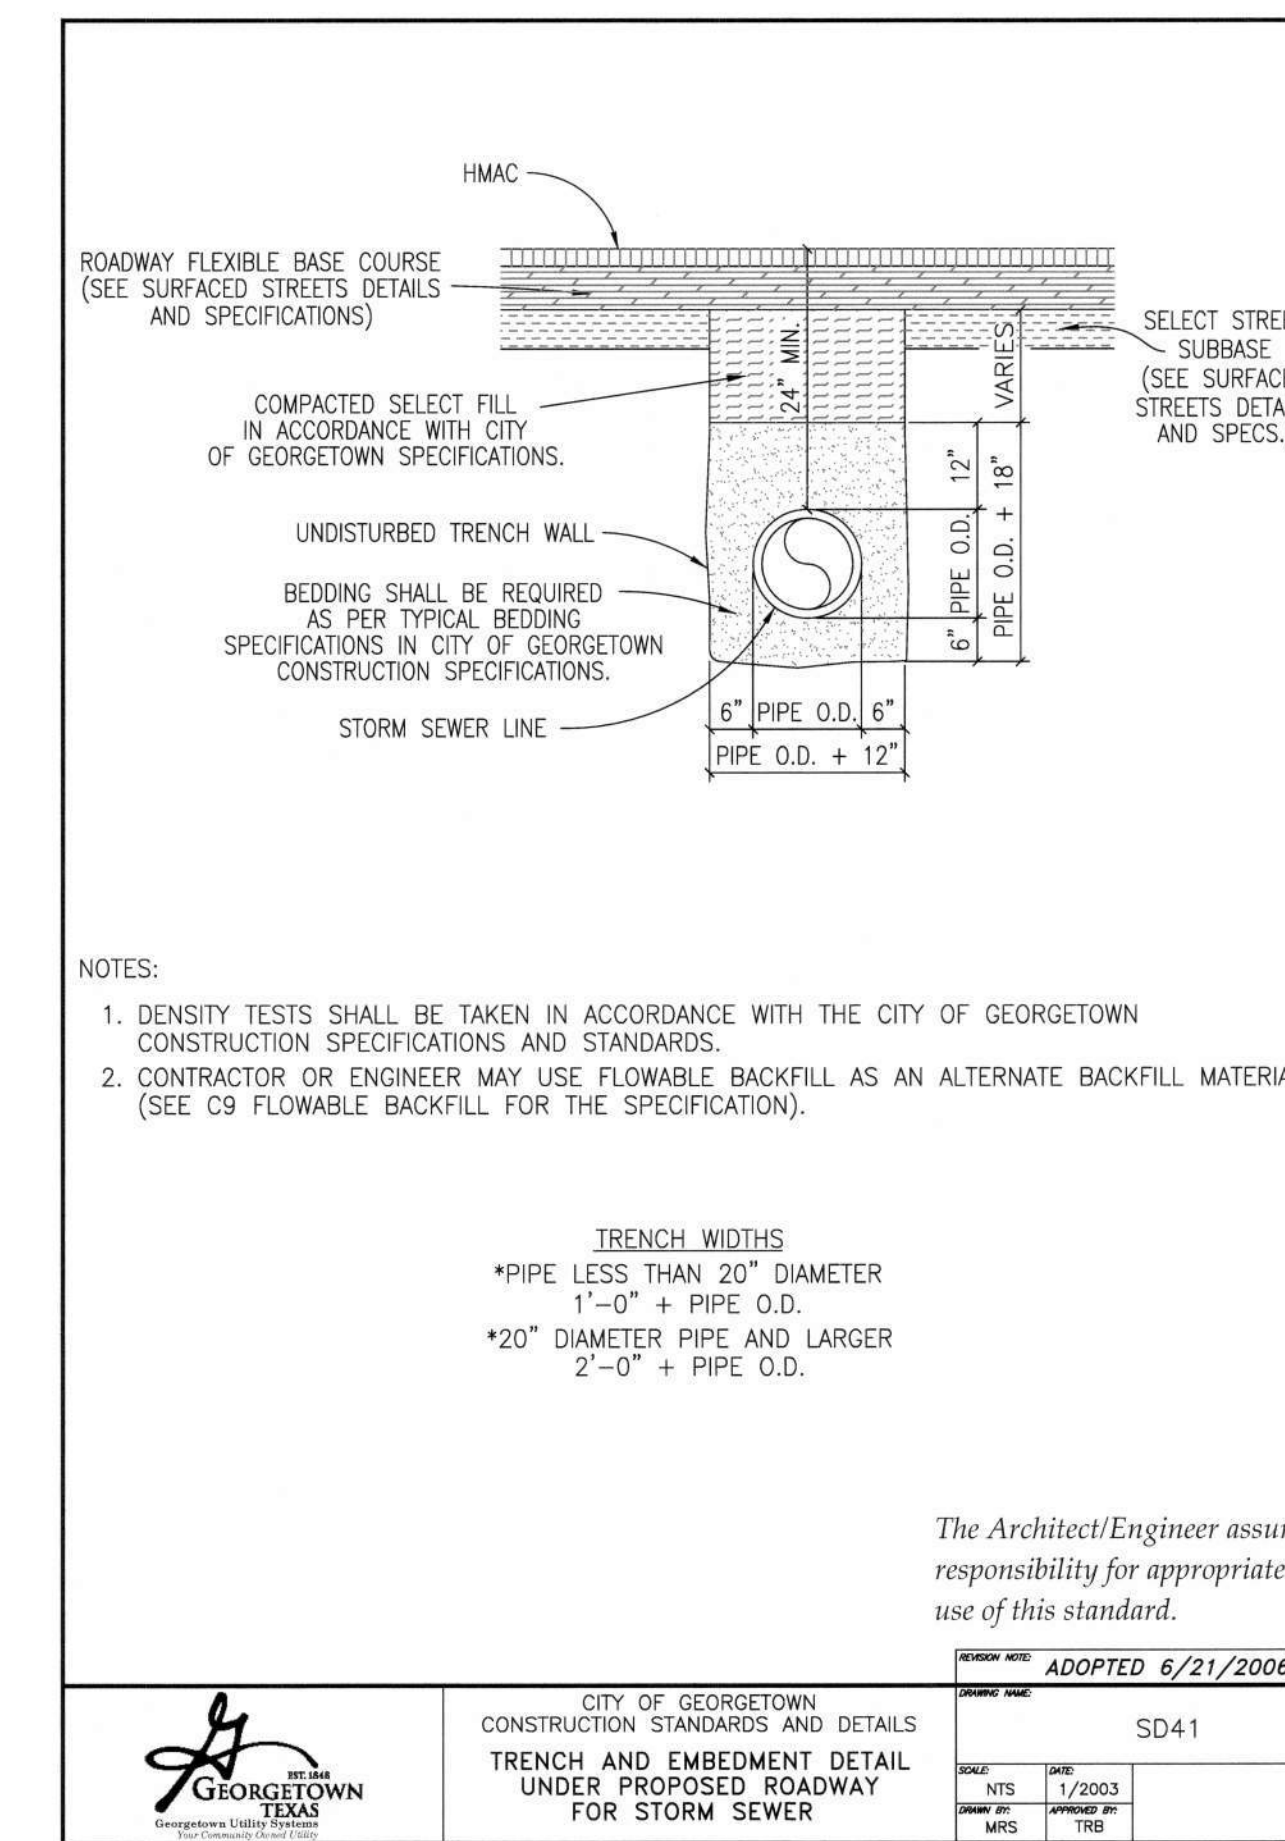 HMAC
ROADWAY FLEXIBLE BASE COURSE
(SEE SURFACED STREETS DETAILS
AND SPECIFICATIONS)
SELECT STREE
SUBBASE
(SEE SURFAC
STREETS DETA
AND SPECS.
24" MIN.
VARIES
COMPACTED SELECT FILL
IN ACCORDANCE WITH CITY
OF GEORGETOWN SPECIFICATIONS.
12"
PIPE O.D. + 18"
UNDISTURBED TRENCH WALL
PIPE O.D.
BEDDING SHALL BE REQUIRED
AS PER TYPICAL BEDDING
SPECIFICATIONS IN CITY OF GEORGETOWN
CONSTRUCTION SPECIFICATIONS.
6"
STORM SEWER LINE
6" PIPE O.D. 6"
PIPE O.D. + 12"
NOTES:
1. DENSITY TESTS SHALL BE TAKEN IN ACCORDANCE WITH THE CITY OF GEORGETOWN
CONSTRUCTION SPECIFICATIONS AND STANDARDS.
2. CONTRACTOR OR ENGINEER MAY USE FLOWABLE BACKFILL AS AN ALTERNATE BACKFILL MATERIA
(SEE C9 FLOWABLE BACKFILL FOR THE SPECIFICATION).
TRENCH WIDTHS
*PIPE LESS THAN 20" DIAMETER
1'-0" + PIPE O.D.
*20" DIAMETER PIPE AND LARGER
2'-0" + PIPE O.D.
The Architect/Engineer assu
responsibility for appropriate
use of this standard.
REVISION NOTE: ADOPTED 6/21/2006
EST. 1848
GEORGETOWN
TEXAS
Georgetown Utility Systems
Your Community Owned Utility
CITY OF GEORGETOWN
CONSTRUCTION STANDARDS AND DETAILS
TRENCH AND EMBEDMENT DETAIL
UNDER PROPOSED ROADWAY
FOR STORM SEWER
DRAWING NAME:
SD41
SCALE:
NTS
DATE:
1/2003
DRAWN BY:
MRS
APPROVED BY:
TRB